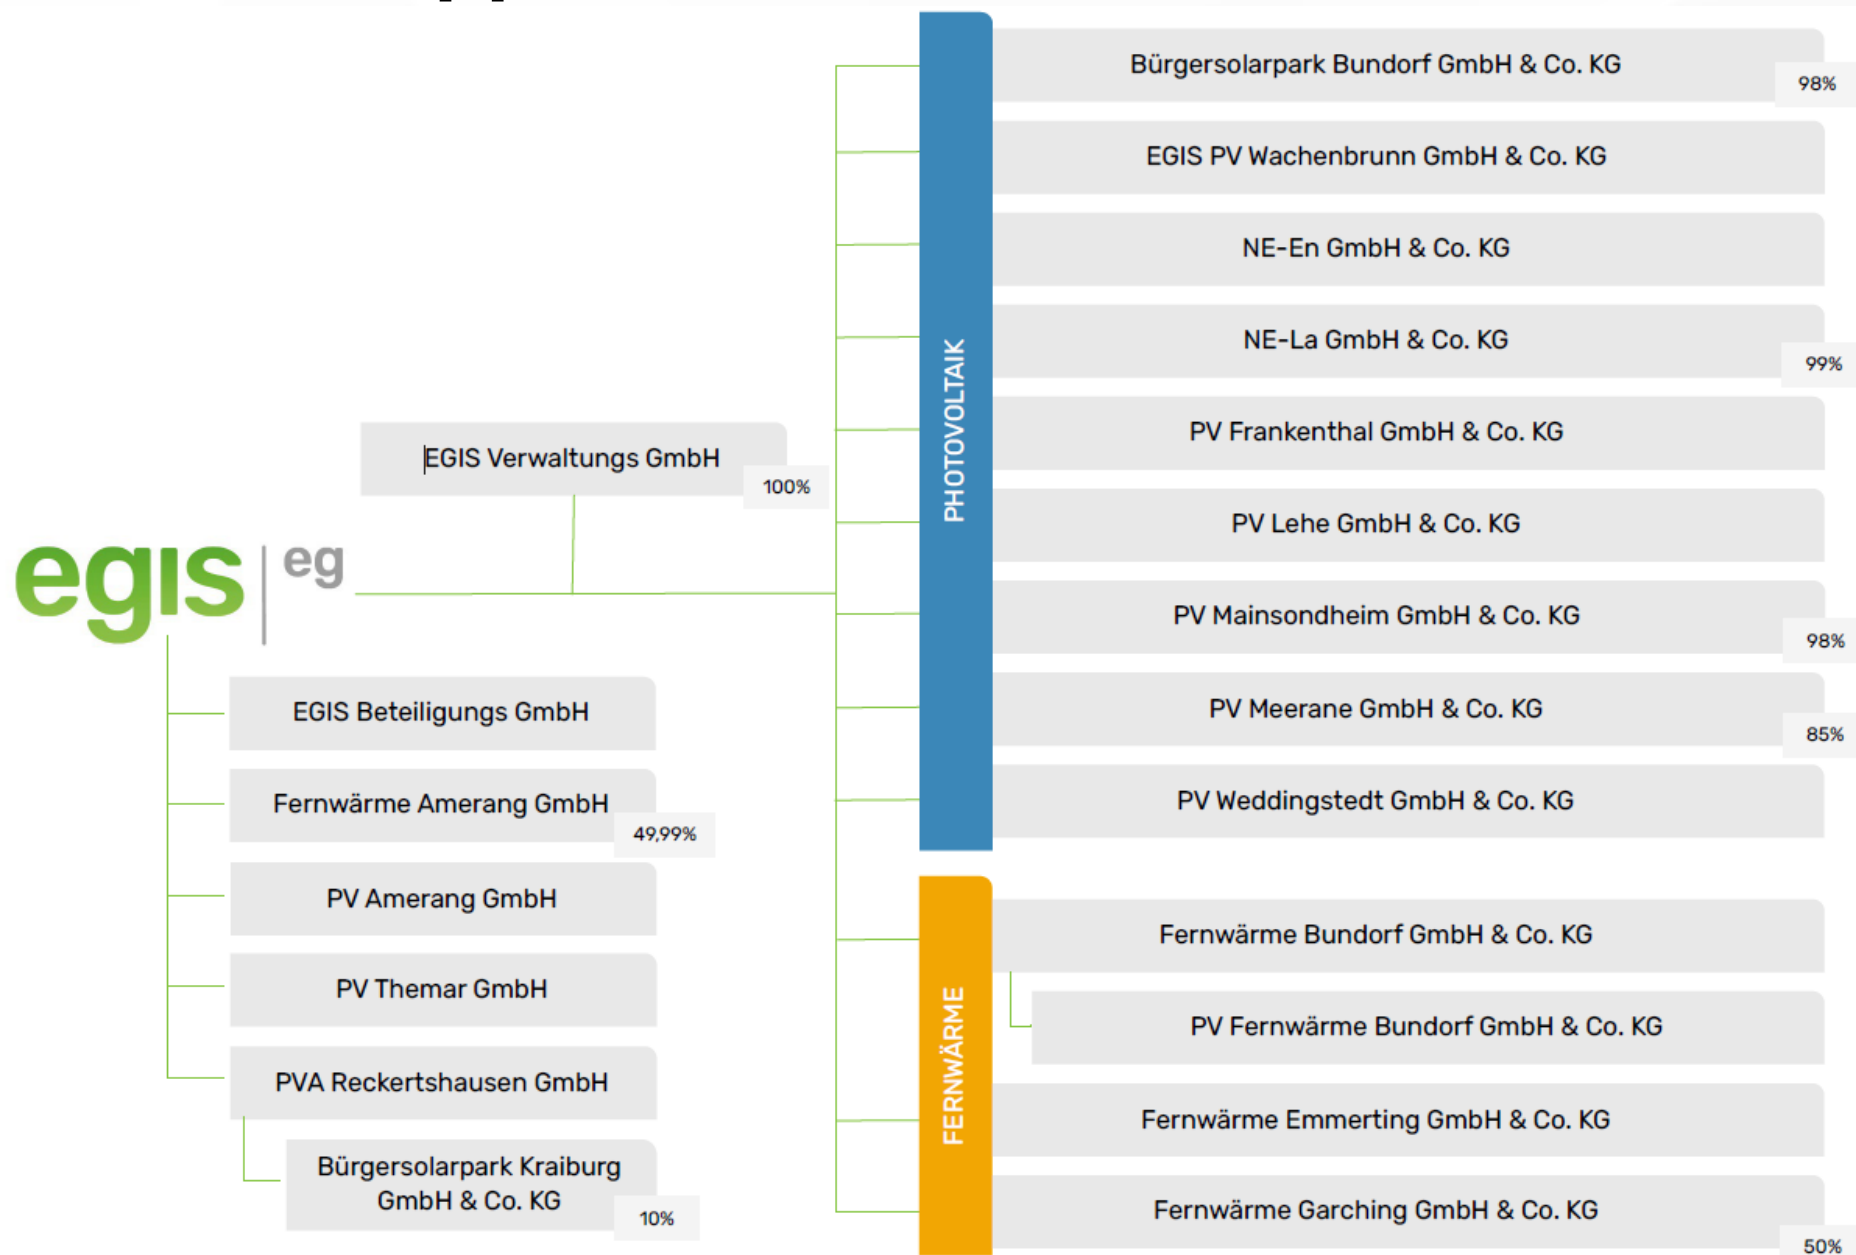 egis eg
EGIS Verwaltungs GmbH
100%
EGIS Beteiligungs GmbH
Fernwärme Amerang GmbH
49,99%
PV Amerang GmbH
PV Themar GmbH
PVA Reckertshausen GmbH
Bürgersolarpark Kraiburg
GmbH & Co. KG
10%
PHOTOVOLTAIK
Bürgersolarpark Bundorf GmbH & Co. KG
98%
EGIS PV Wachenbrunn GmbH & Co. KG
NE-En GmbH & Co. KG
NE-La GmbH & Co. KG
99%
PV Frankenthal GmbH & Co. KG
PV Lehe GmbH & Co. KG
PV Mainsondheim GmbH & Co. KG
98%
PV Meerane GmbH & Co. KG
85%
PV Weddingstedt GmbH & Co. KG
FERNWÄRME
Fernwärme Bundorf GmbH & Co. KG
PV Fernwärme Bundorf GmbH & Co. KG
Fernwärme Emmerting GmbH & Co. KG
Fernwärme Garching GmbH & Co. KG
50%